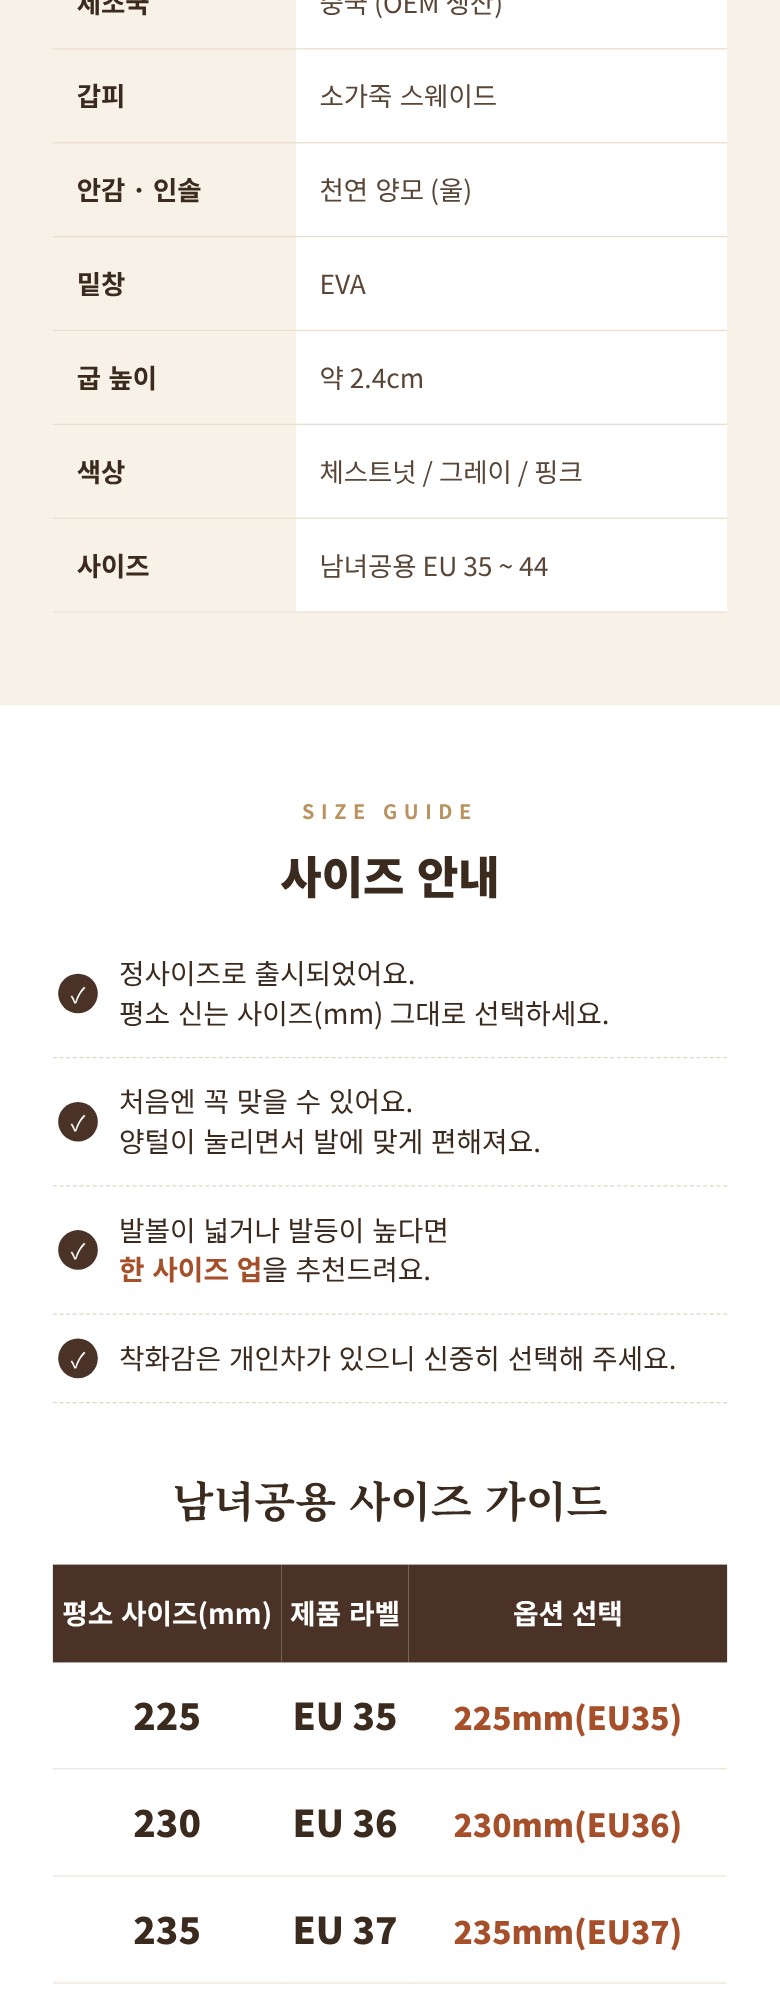 제조국 중국 (OEM 생산)
갑피 소가죽 스웨이드
안감 · 인솔 천연 양모 (울)
밑창 EVA
굽 높이 약 2.4cm
색상 체스트넛 / 그레이 / 핑크
사이즈 남녀공용 EU 35 ~ 44
SIZE GUIDE
사이즈 안내
정사이즈로 출시되었어요.
평소 신는 사이즈(mm) 그대로 선택하세요.
처음엔 꼭 맞을 수 있어요.
양털이 눌리면서 발에 맞게 편해져요.
발볼이 넓거나 발등이 높다면
한 사이즈 업을 추천드려요.
착화감은 개인차가 있으니 신중히 선택해 주세요.
남녀공용 사이즈 가이드
평소 사이즈(mm) 제품 라벨 옵션 선택
225 EU 35 225mm(EU35)
230 EU 36 230mm(EU36)
235 EU 37 235mm(EU37)